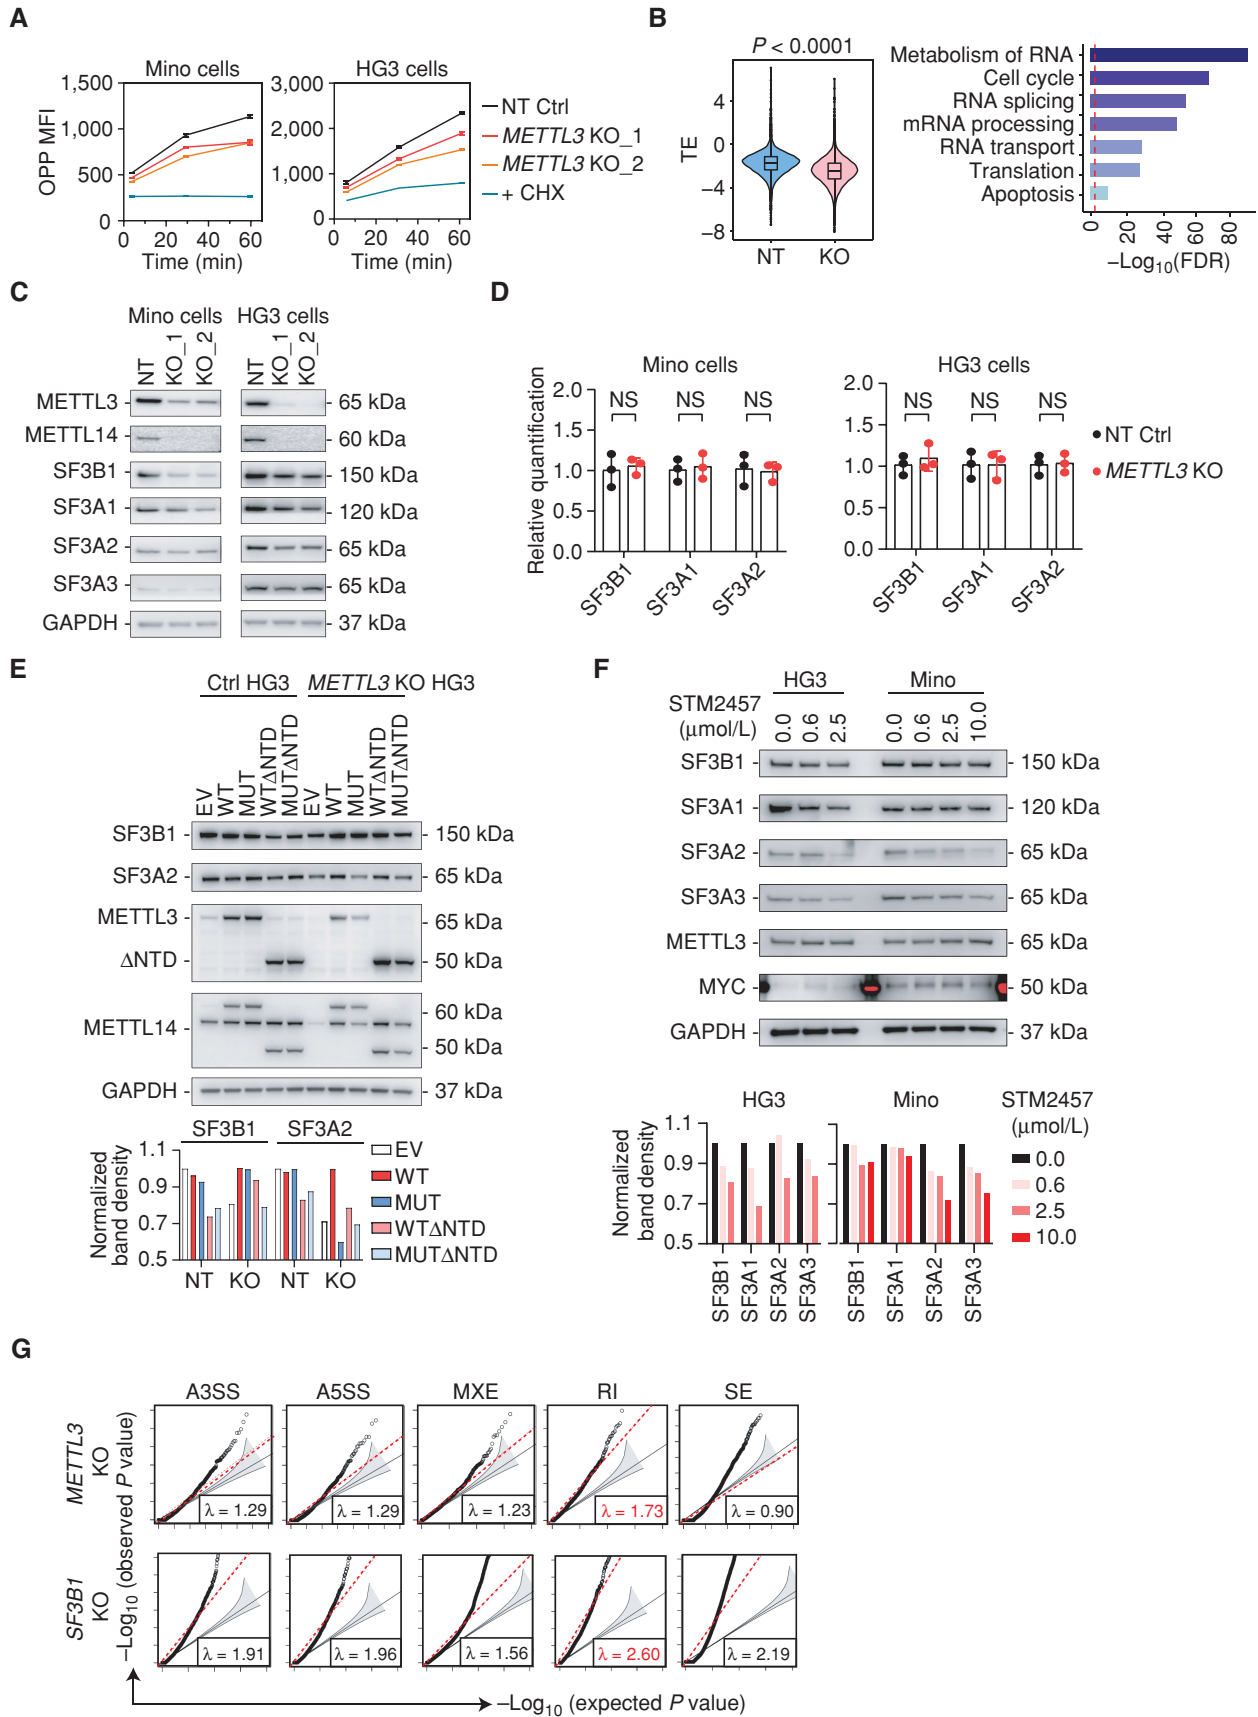 A
Mino cells
HG3 cells
1,500
1,000
500
0
OPP MFI
0 20 40 60
Time (min)
3,000
2,000
1,000
0
0 20 40 60
Time (min)
NT Ctrl
METTL3 KO_1
METTL3 KO_2
+ CHX
B
P < 0.0001
TE
4
0
−4
−8
NT KO
Metabolism of RNA
Cell cycle
RNA splicing
mRNA processing
RNA transport
Translation
Apoptosis
0 20 40 60 80
−Log10(FDR)
C
Mino cells HG3 cells
NT KO_1 KO_2 NT KO_1 KO_2
METTL3 65 kDa
METTL14 60 kDa
SF3B1 150 kDa
SF3A1 120 kDa
SF3A2 65 kDa
SF3A3 65 kDa
GAPDH 37 kDa
D
Mino cells
Relative quantification
2.0
1.5
1.0
0.5
0.0
NS NS NS
SF3B1 SF3A1 SF3A2
HG3 cells
2.0
1.5
1.0
0.5
0.0
NS NS NS
SF3B1 SF3A1 SF3A2
NT Ctrl
METTL3 KO
E
Ctrl HG3 METTL3 KO HG3
EV WT MUT WTΔNTD MUTΔNTD EV WT MUT WTΔNTD MUTΔNTD
SF3B1 150 kDa
SF3A2 65 kDa
METTL3 65 kDa
ΔNTD 50 kDa
60 kDa
METTL14
50 kDa
GAPDH 37 kDa
SF3B1 SF3A2
Normalized
band density
1.1
0.9
0.7
0.5
NT KO NT KO
EV
WT
MUT
WTΔNTD
MUTΔNTD
F
HG3 Mino
STM2457
(μmol/L)
0.0 0.6 2.5 0.0 0.6 2.5 10.0
SF3B1 150 kDa
SF3A1 120 kDa
SF3A2 65 kDa
SF3A3 65 kDa
METTL3 65 kDa
MYC 50 kDa
GAPDH 37 kDa
HG3 Mino
Normalized
band density
1.1
0.9
0.7
0.5
SF3B1 SF3A1 SF3A2 SF3A3 SF3B1 SF3A1 SF3A2 SF3A3
STM2457
(μmol/L)
0.0
0.6
2.5
10.0
G
A3SS A5SS MXE RI SE
METTL3
KO
λ = 1.29 λ = 1.29 λ = 1.23 λ = 1.73 λ = 0.90
SF3B1
KO
λ = 1.91 λ = 1.96 λ = 1.56 λ = 2.60 λ = 2.19
−Log10 (observed P value)
−Log10 (expected P value)